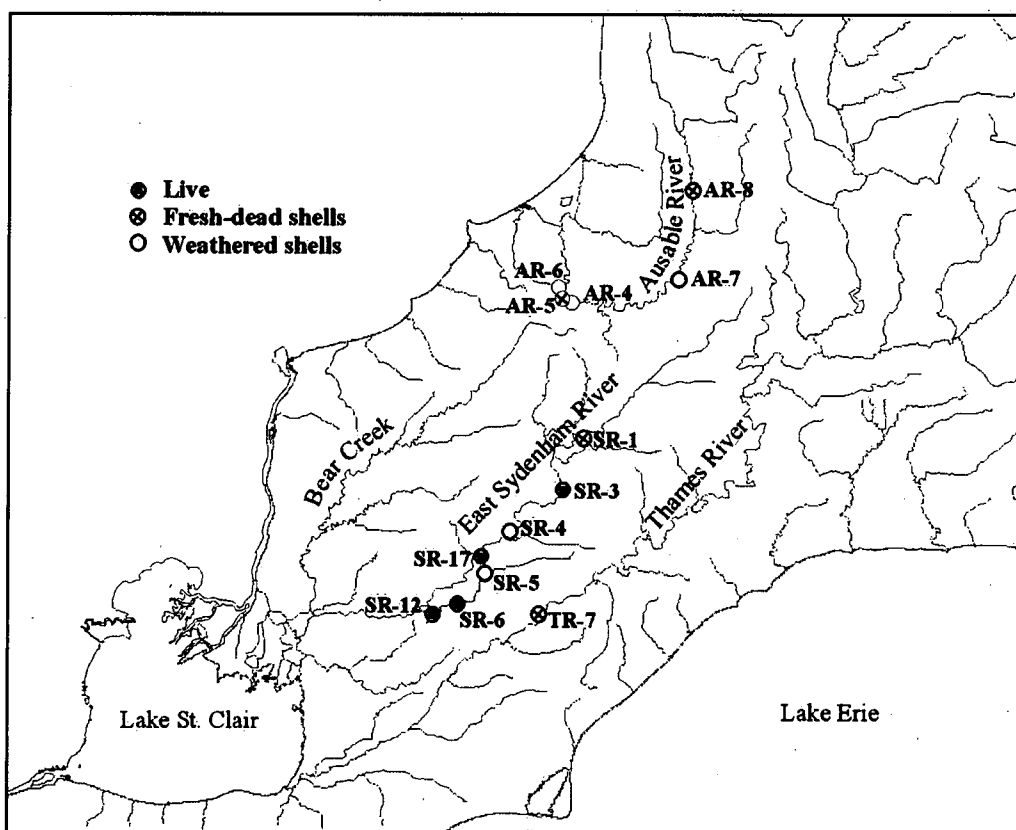 Live
Fresh-dead shells
Weathered shells
Ausable River
AR-8
AR-6
AR-7
AR-5
AR-4
Bear Creek
East Sydenham River
SR-1
Thames River
SR-3
SR-4
SR-17
SR-5
SR-12
SR-6
TR-7
Lake St. Clair
Lake Erie